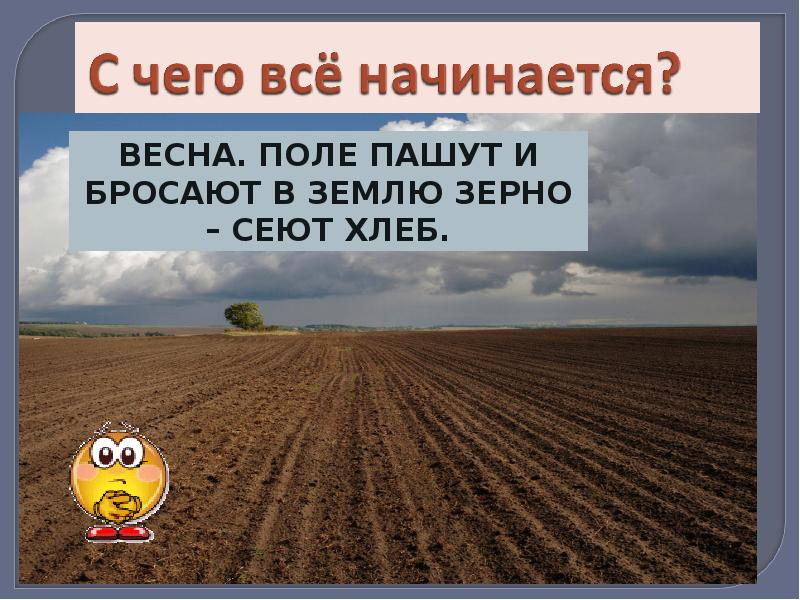 С чего всё начинается?
ВЕСНА. ПОЛЕ ПАШУТ И
БРОСАЮТ В ЗЕМЛЮ ЗЕРНО
– СЕЮТ ХЛЕБ.